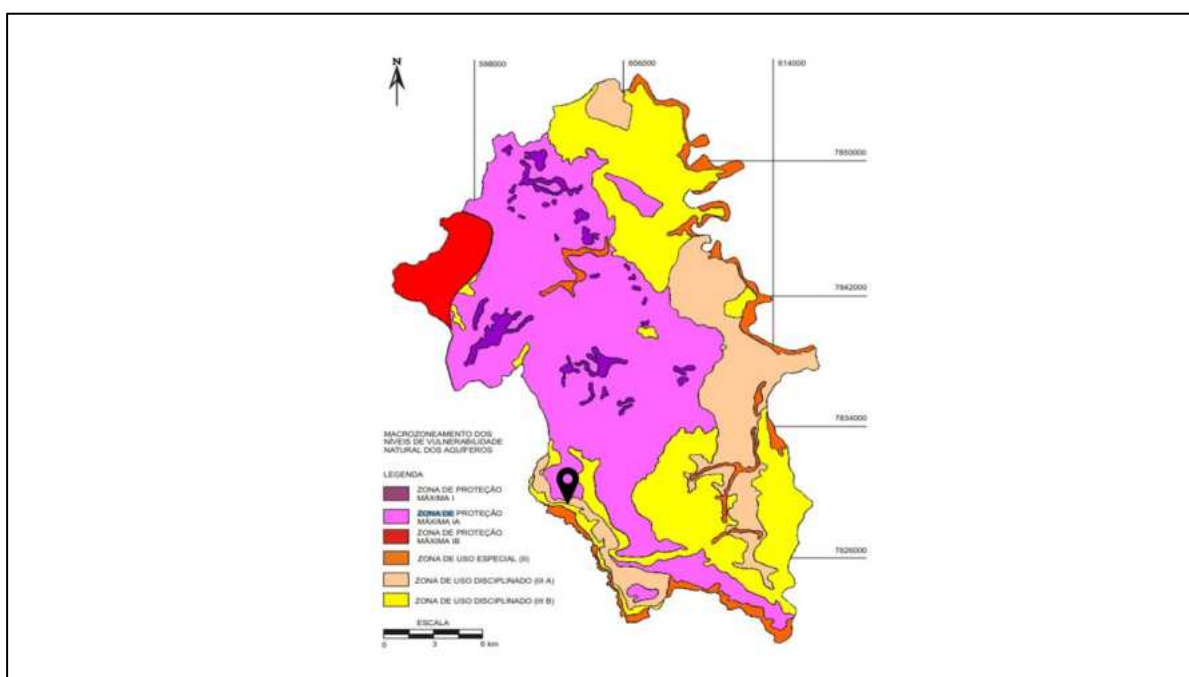 N
598000
606000
614000
7850000
7842000
7834000
7826000
MACROZONEAMENTO DOS
NÍVEIS DE VULNERABILIDADE
NATURAL DOS AQUÍFEROS
LEGENDA
ZONA DE PROTEÇÃO
MÁXIMA I
ZONA DE PROTEÇÃO
MÁXIMA IA
ZONA DE PROTEÇÃO
MÁXIMA IB
ZONA DE USO ESPECIAL (II)
ZONA DE USO DISCIPLINADO (III A)
ZONA DE USO DISCIPLINADO (III B)
ESCALA
0 3 6 km